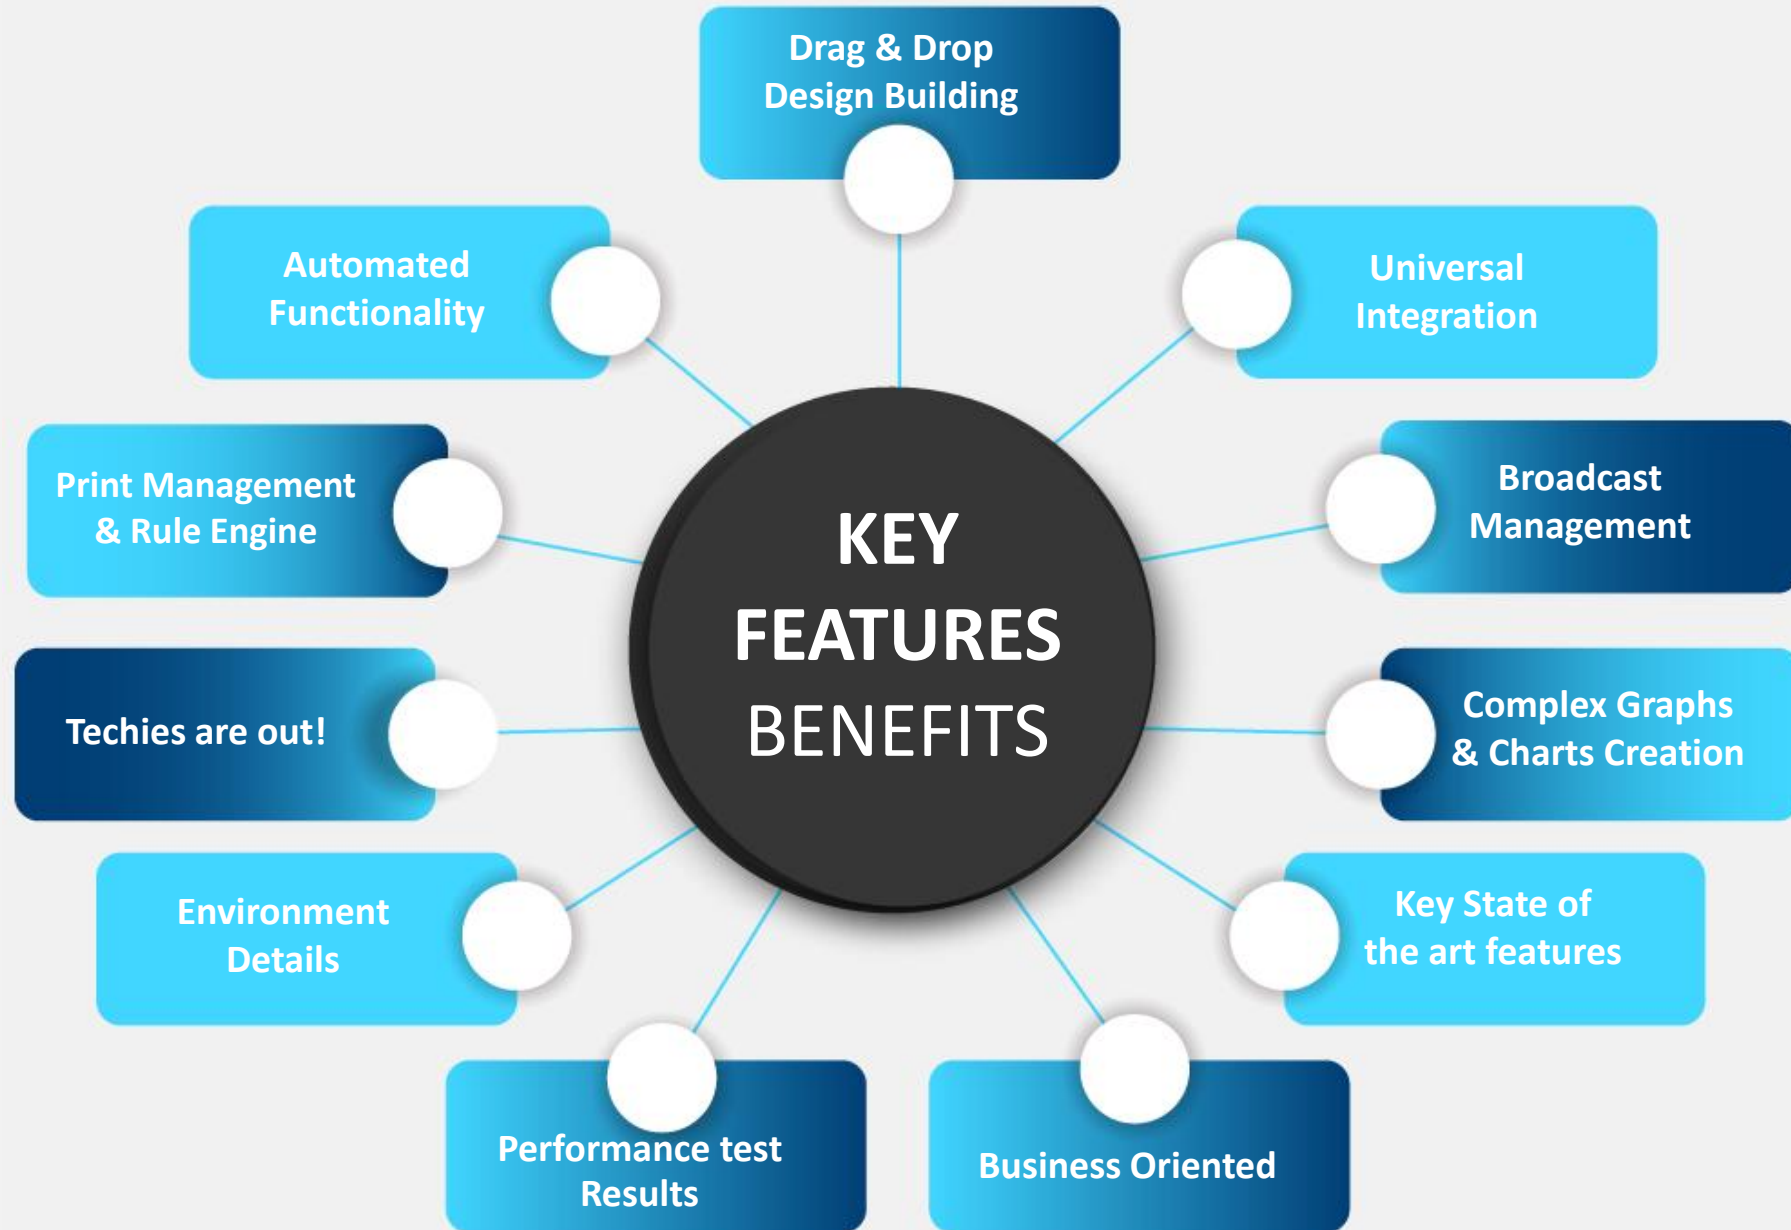 Drag & Drop
Design Building
Automated
Functionality
Universal
Integration
Print Management
& Rule Engine
Broadcast
Management
KEY
FEATURES
BENEFITS
Techies are out!
Complex Graphs
& Charts Creation
Environment
Details
Key State of
the art features
Performance test
Results
Business Oriented